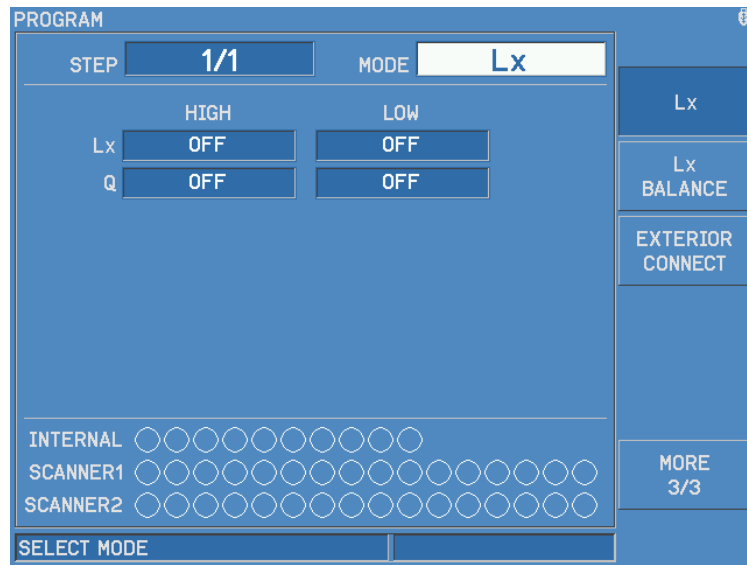 PROGRAM
STEP 1/1 MODE Lx
HIGH LOW
Lx OFF OFF
Q OFF OFF
INTERNAL
SCANNER1
SCANNER2
SELECT MODE
Lx
Lx
BALANCE
EXTERIOR
CONNECT
MORE
3/3